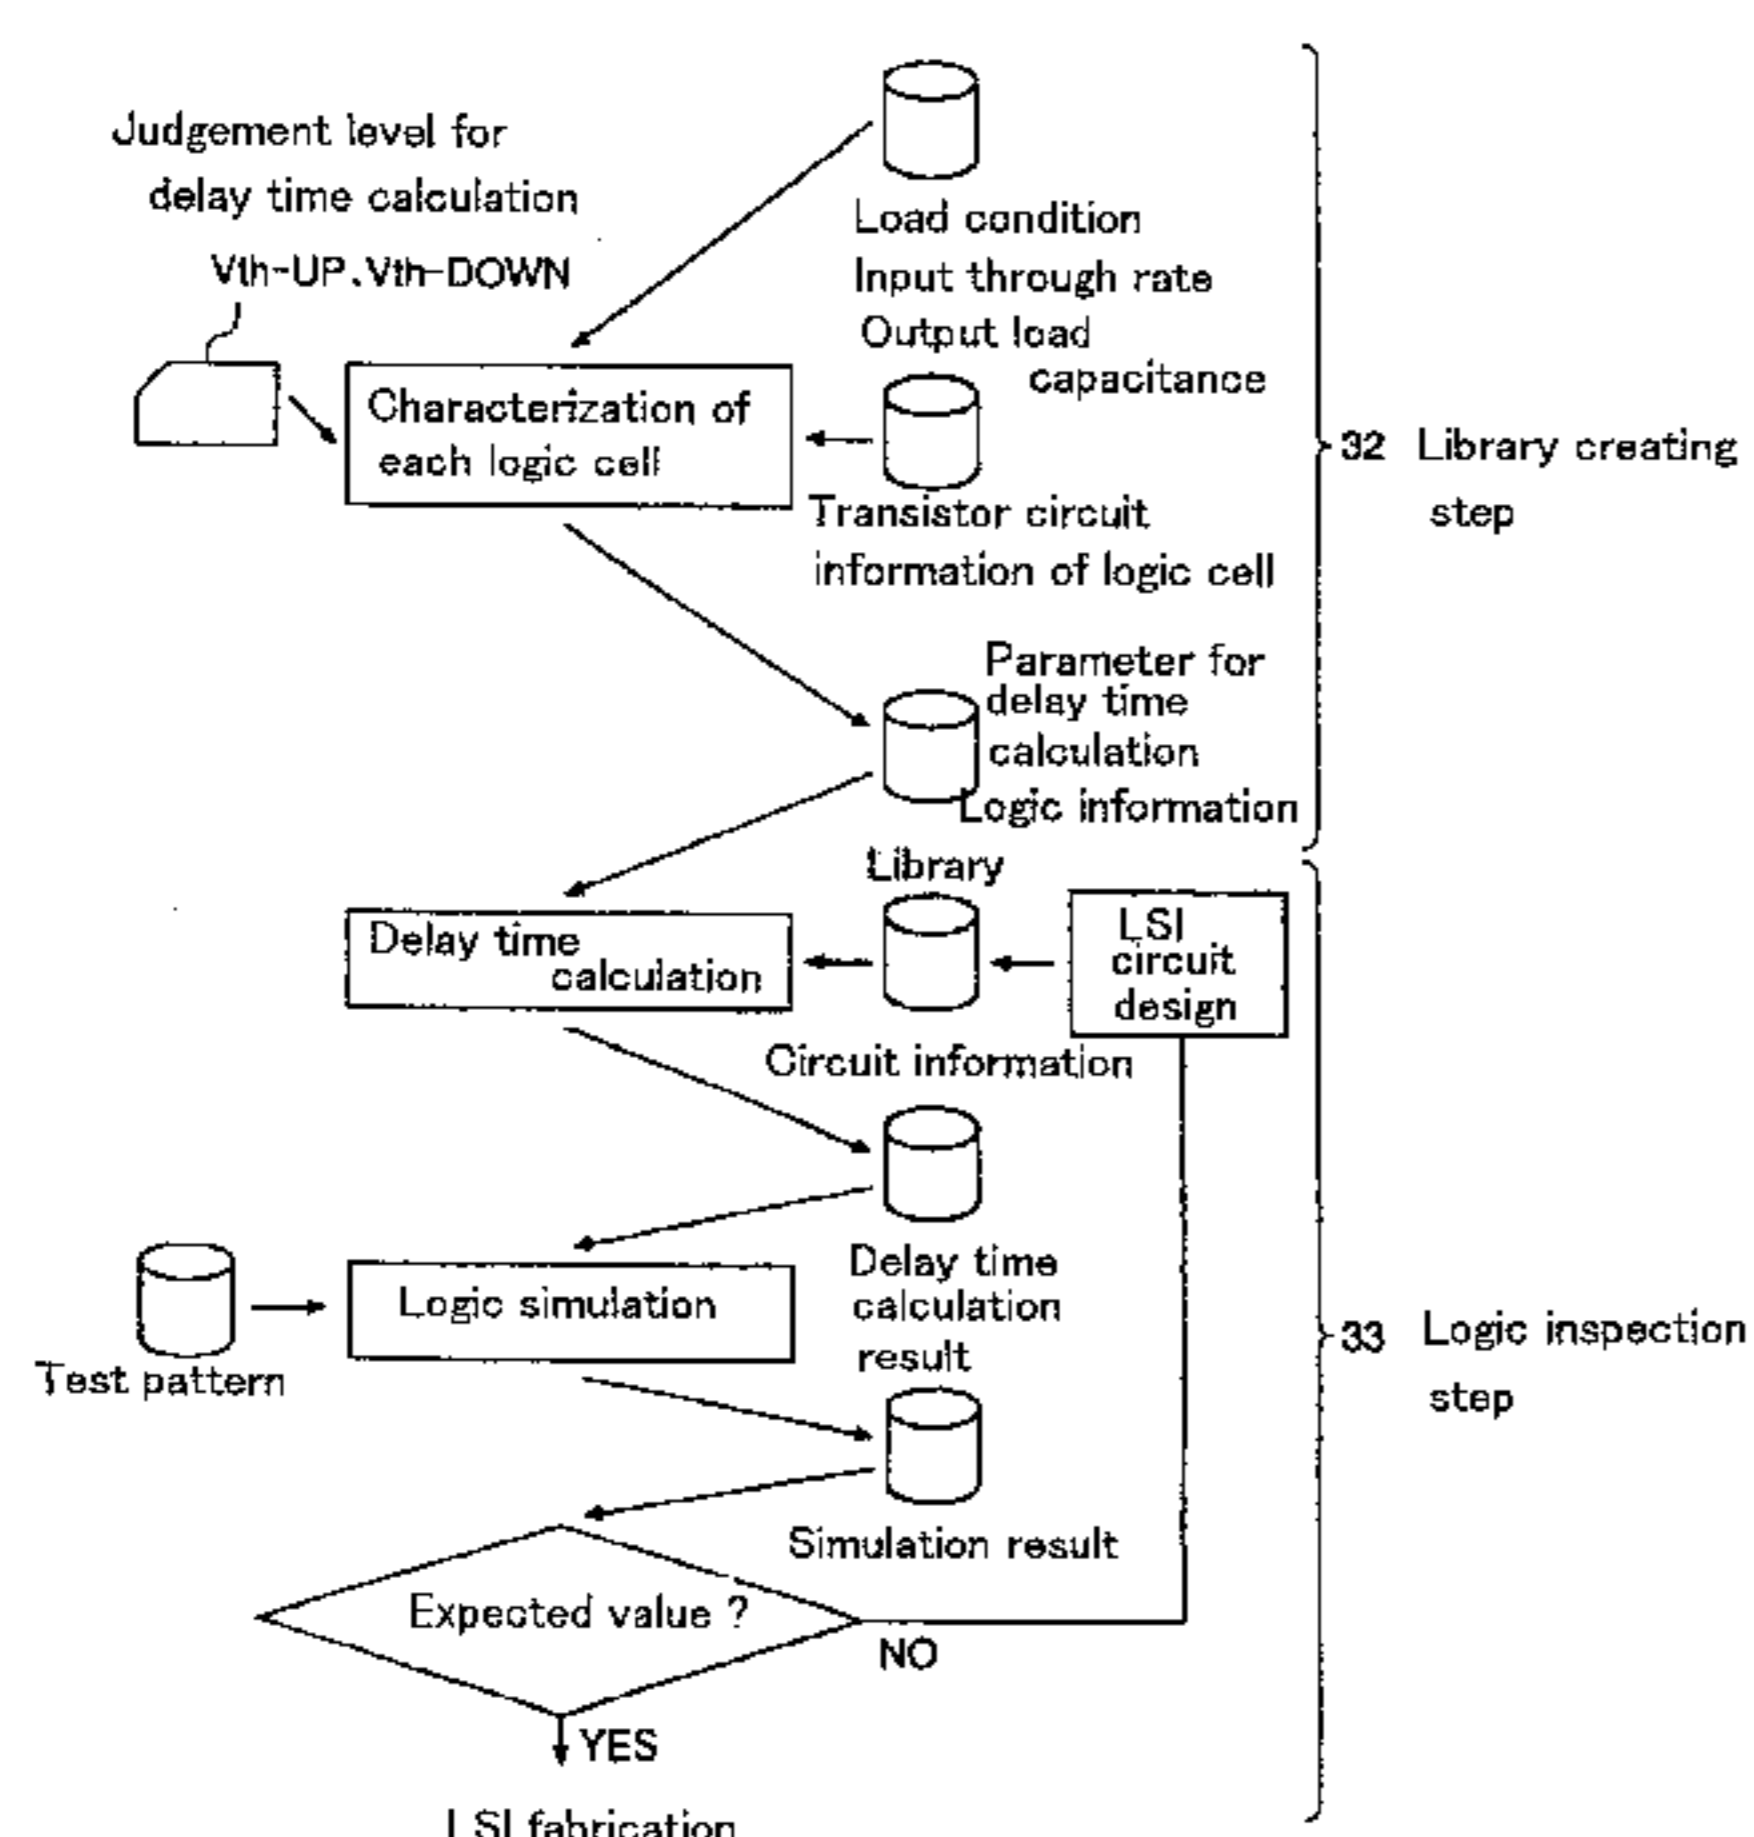 Judgement level for
delay time calculation
Vth-UP.Vth-DOWN
Load condition
Input through rate
Output load
capacitance
Characterization of
each logic cell
Transistor circuit
information of logic cell
32 Library creating
step
Parameter for
delay time
calculation
Logic information
Library
Delay time
calculation
LSI
circuit
design
Circuit information
Delay time
calculation
result
Test pattern
Logic simulation
33 Logic inspection
step
Simulation result
Expected value ?
NO
YES
LSI fabrication